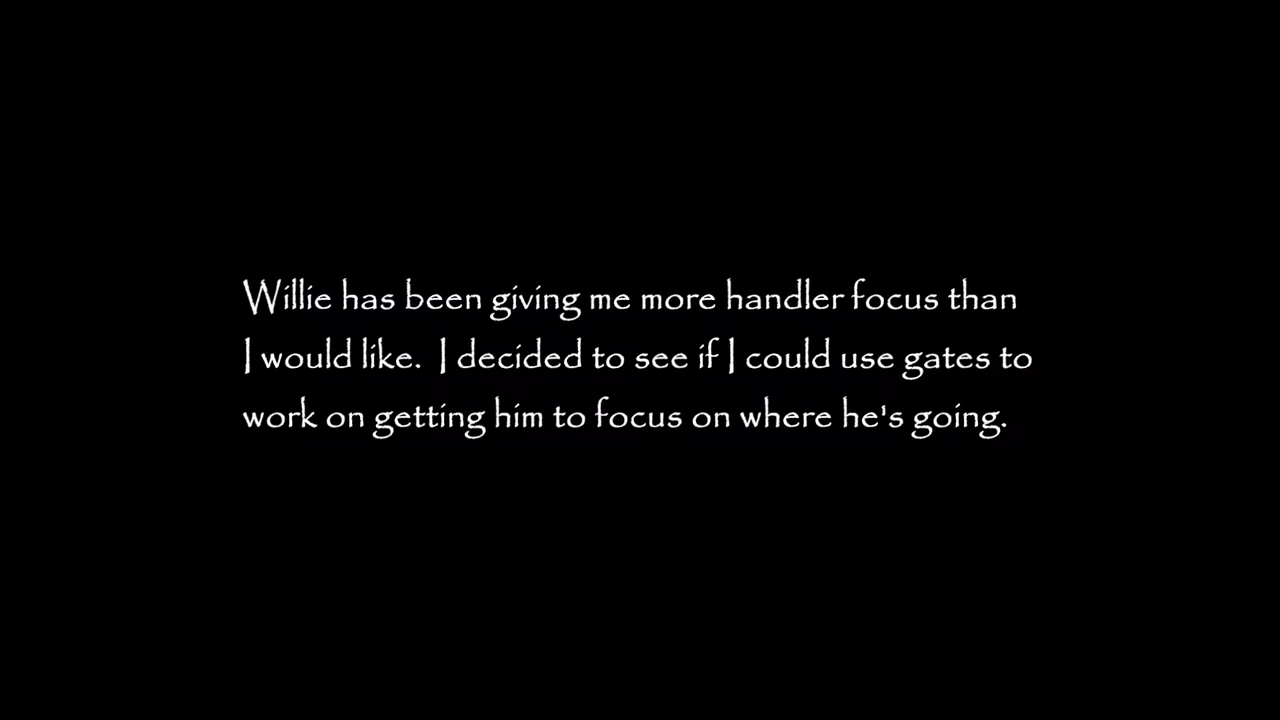 Willie has been giving me more handler focus than
I would like.  I decided to see if I could use gates to
work on getting him to focus on where he's going.